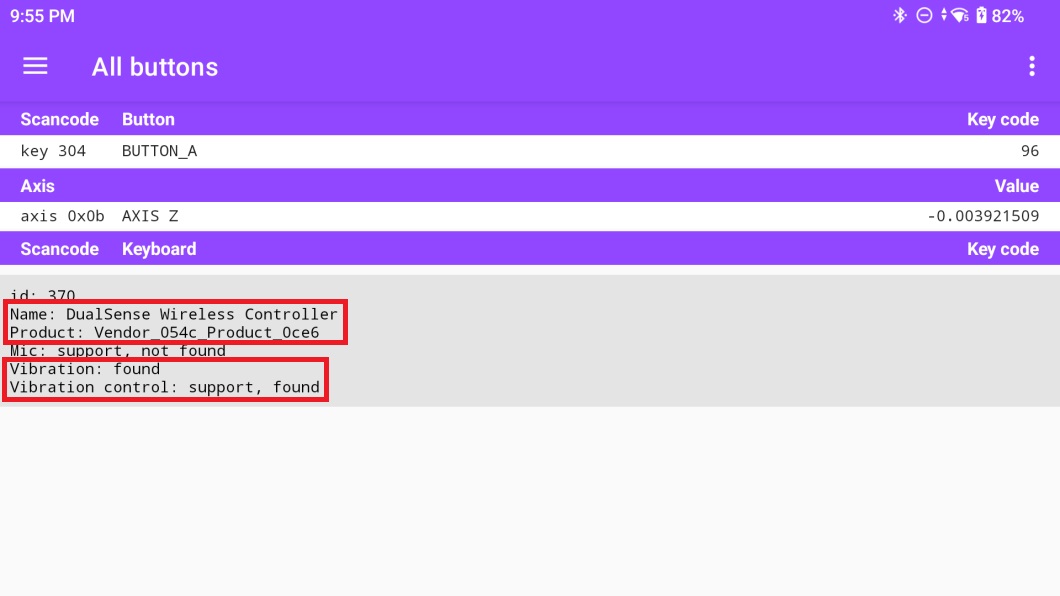 9:55 PM 82%
All buttons
Scancode Button Key code
key 304 BUTTON_A 96
Axis Value
axis 0x0b AXIS Z -0.003921509
Scancode Keyboard Key code
id: 370
Name: DualSense Wireless Controller
Product: Vendor_054c_Product_0ce6
Mic: support, not found
Vibration: found
Vibration control: support, found